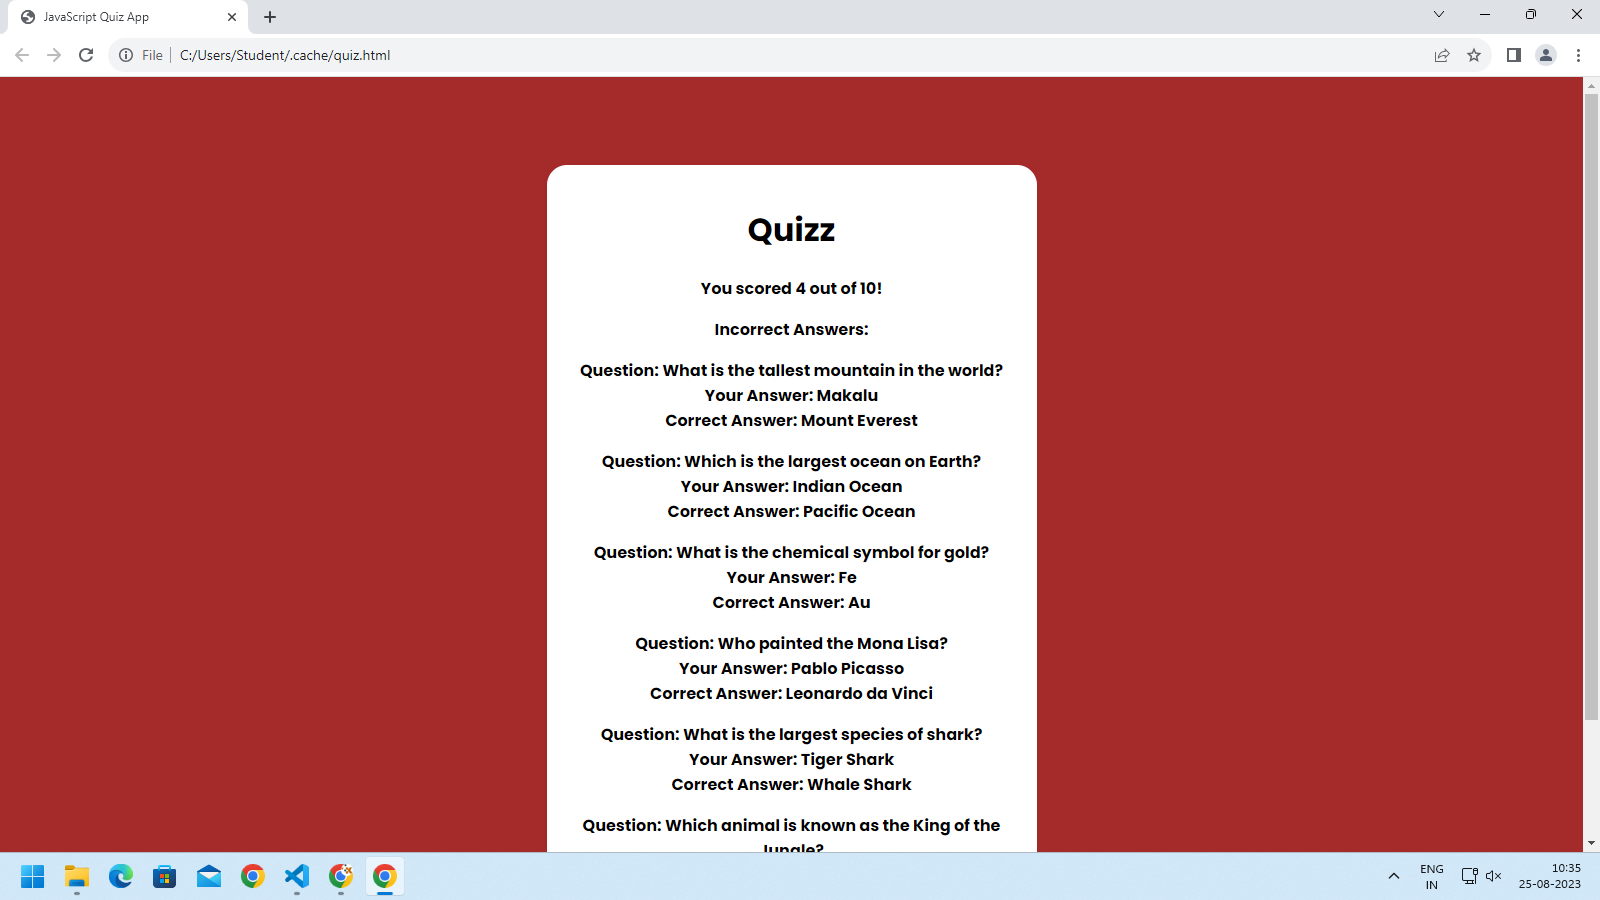 JavaScript Quiz App
File
C:/Users/Student/.cache/quiz.html
Quizz
You scored 4 out of 10!
Incorrect Answers:
Question: What is the tallest mountain in the world?
Your Answer: Makalu
Correct Answer: Mount Everest
Question: Which is the largest ocean on Earth?
Your Answer: Indian Ocean
Correct Answer: Pacific Ocean
Question: What is the chemical symbol for gold?
Your Answer: Fe
Correct Answer: Au
Question: Who painted the Mona Lisa?
Your Answer: Pablo Picasso
Correct Answer: Leonardo da Vinci
Question: What is the largest species of shark?
Your Answer: Tiger Shark
Correct Answer: Whale Shark
Question: Which animal is known as the King of the
Jungle?
ENG
IN
10:35
25-08-2023